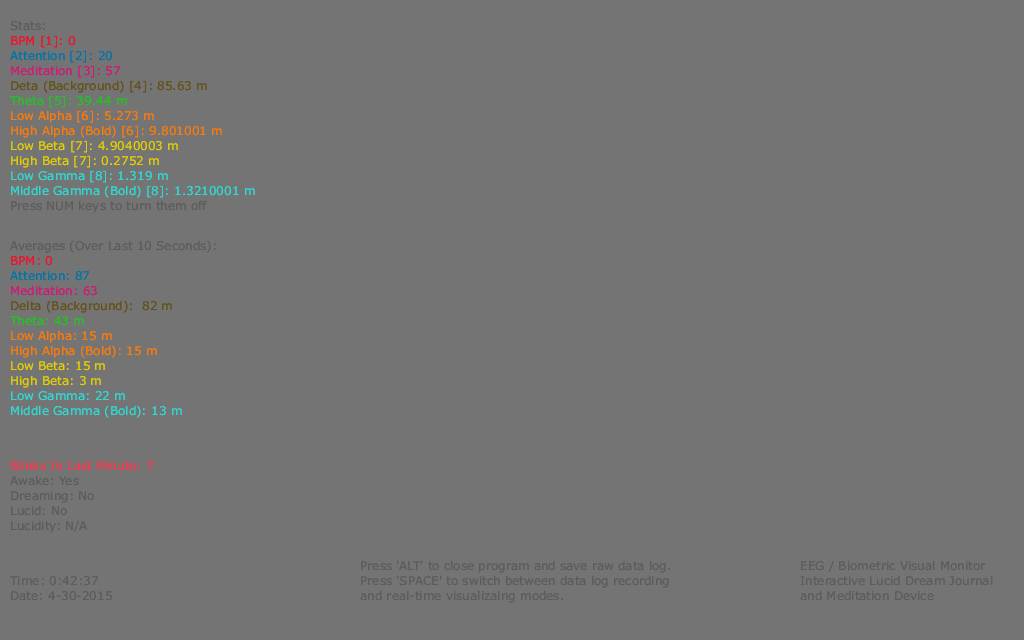 Stats:
BPM [1]: 0
Attention [2]: 20
Meditation [3]: 57
Deta (Background) [4]: 85.63 m
Theta [5]: 39.44 m
Low Alpha [6]: 5.273 m
High Alpha (Bold) [6]: 9.801001 m
Low Beta [7]: 4.9040003 m
High Beta [7]: 0.2752 m
Low Gamma [8]: 1.319 m
Middle Gamma (Bold) [8]: 1.3210001 m
Press NUM keys to turn them off
Averages (Over Last 10 Seconds):
BPM: 0
Attention: 87
Meditation: 63
Delta (Background): 82 m
Theta: 43 m
Low Alpha: 15 m
High Alpha (Bold): 15 m
Low Beta: 15 m
High Beta: 3 m
Low Gamma: 22 m
Middle Gamma (Bold): 13 m
Blinks in Last Minute: 7
Awake: Yes
Dreaming: No
Lucid: No
Lucidity: N/A
Time: 0:42:37
Date: 4-30-2015
Press 'ALT' to close program and save raw data log.
Press 'SPACE' to switch between data log recording
and real-time visualizaing modes.
EEG / Biometric Visual Monitor
Interactive Lucid Dream Journal
and Meditation Device